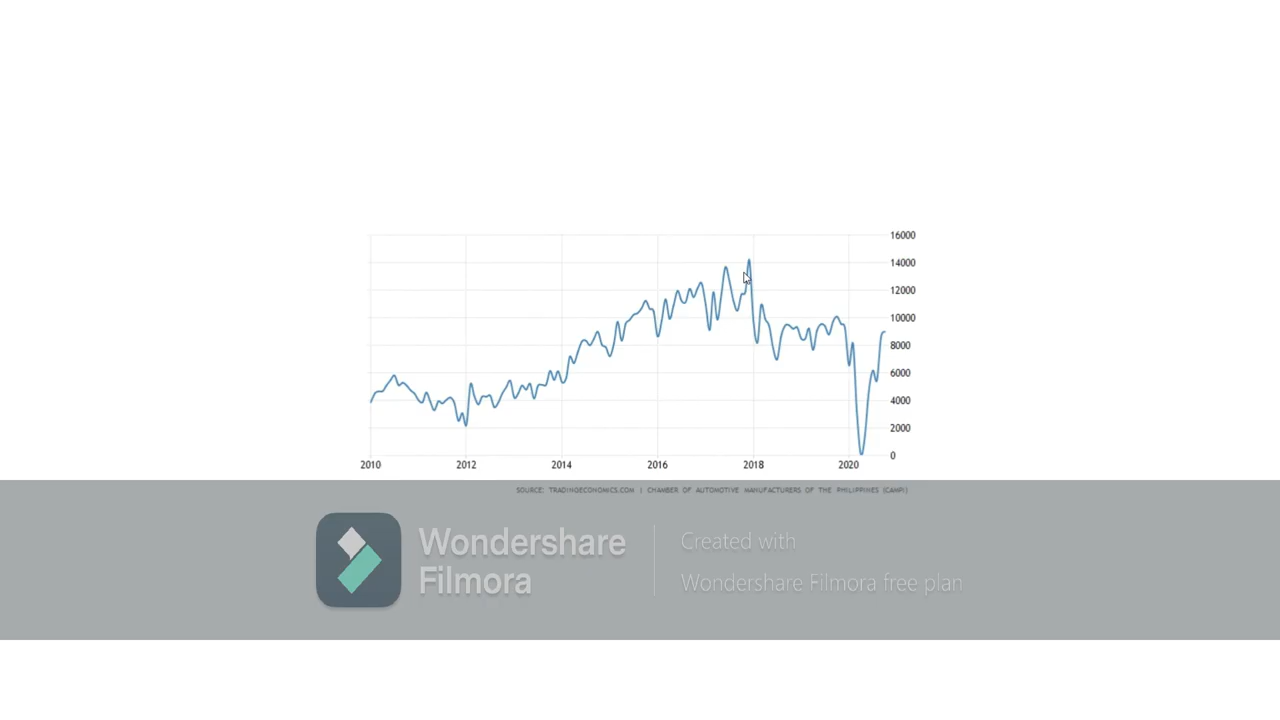 16000
14000
12000
10000
8000
6000
4000
2000
0
2010 2012 2014 2016 2018 2020
SOURCE: TRADINGECONOMICS.COM | CHAMBER OF AUTOMOTIVE MANUFACTURERS OF THE PHILIPPINES (CAMPI)
Wondershare
Filmora
Created with
Wondershare Filmora free plan